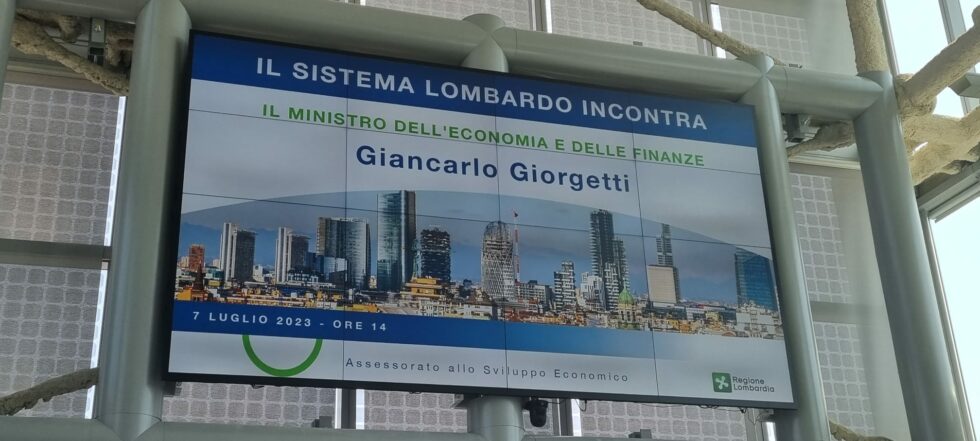 IL SISTEMA LOMBARDO INCONTRA
IL MINISTRO DELL'ECONOMIA E DELLE FINANZE
Giancarlo Giorgetti
7 LUGLIO 2023 - ORE 14
Assessorato allo Sviluppo Economico
Regione
Lombardia